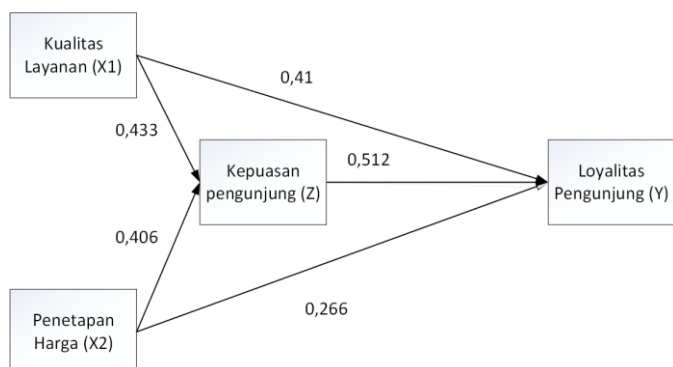 Kualitas
Layanan (X1)
0,41
0,433
Kepuasan
pengunjung (Z)
0,512
Loyalitas
Pengunjung (Y)
0,406
Penetapan
Harga (X2)
0,266